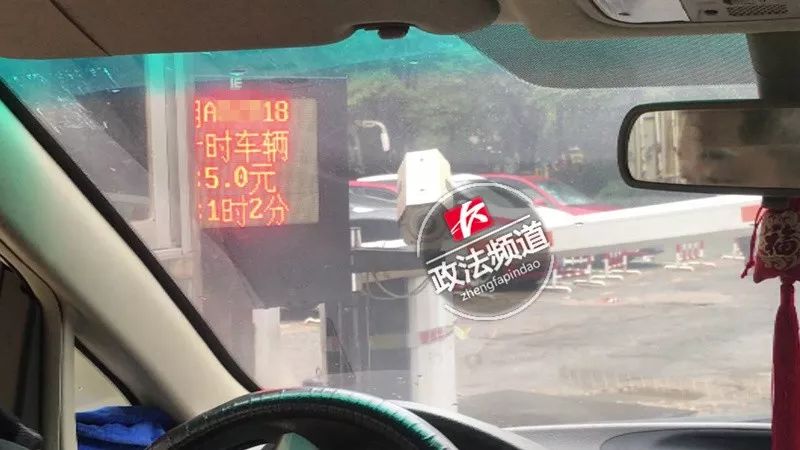 A 18
时车辆
:5.0元
:1时2分
政法频道
zhengfapindao